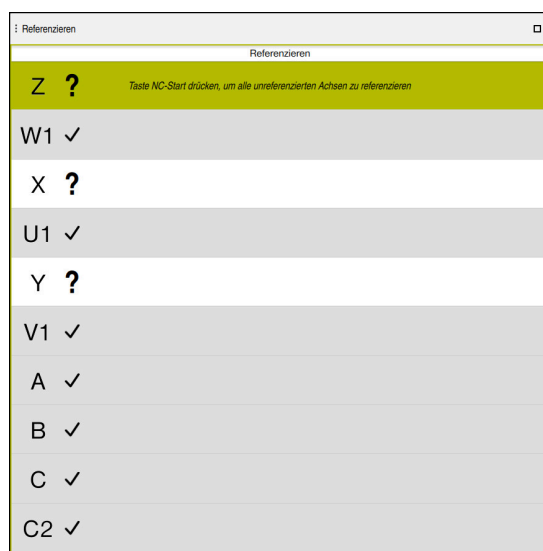 Referenzieren
Referenzieren
Z ? Taste NC-Start drücken, um alle unreferenzierten Achsen zu referenzieren
W1 ✓
X ?
U1 ✓
Y ?
V1 ✓
A ✓
B ✓
C ✓
C2 ✓